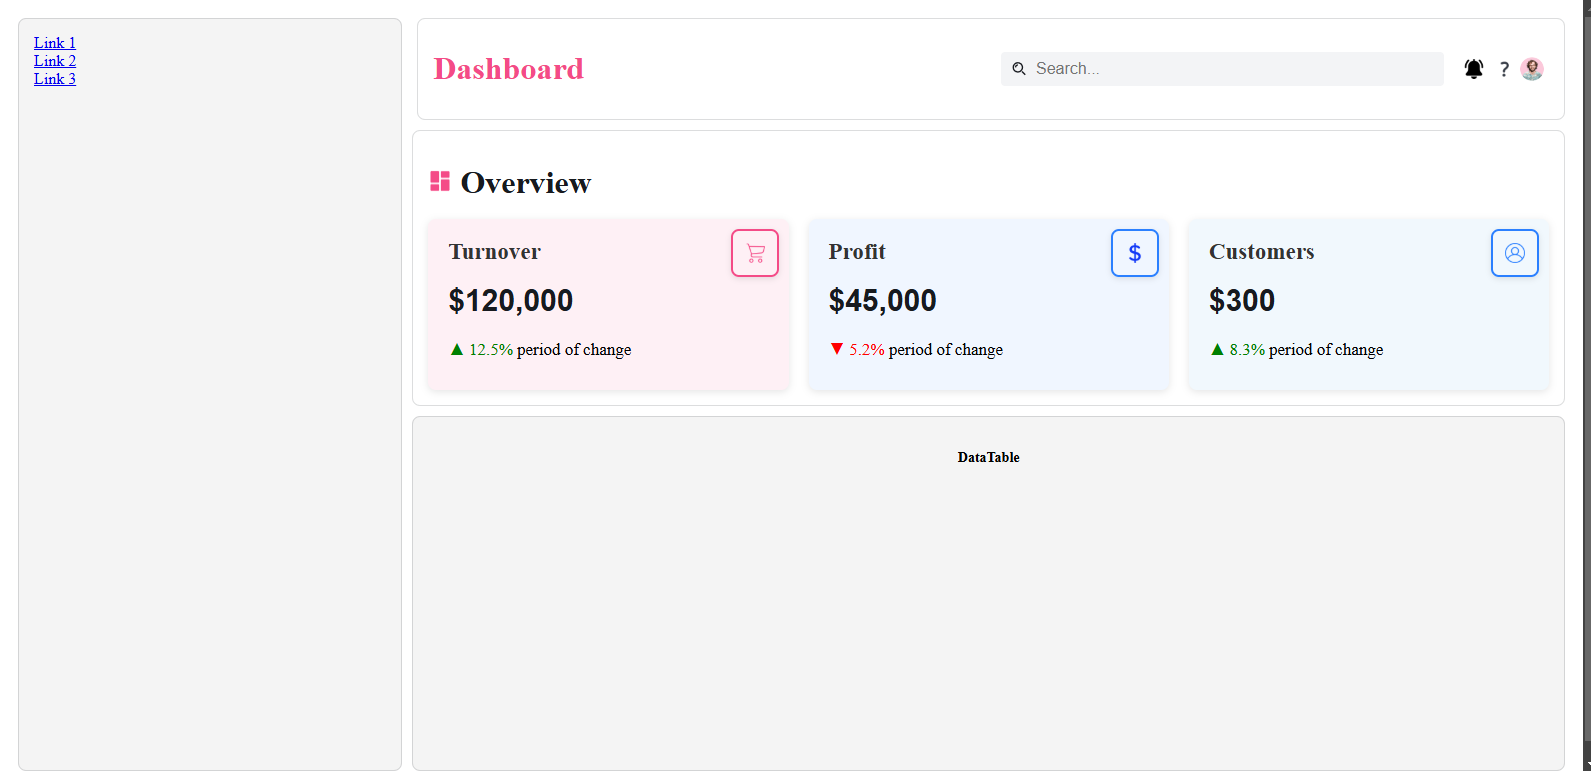 Link 1
Link 2
Link 3
Dashboard
Search...
?
Overview
Turnover
$120,000
▲ 12.5% period of change
Profit
$
$45,000
▼ 5.2% period of change
Customers
$300
▲ 8.3% period of change
DataTable